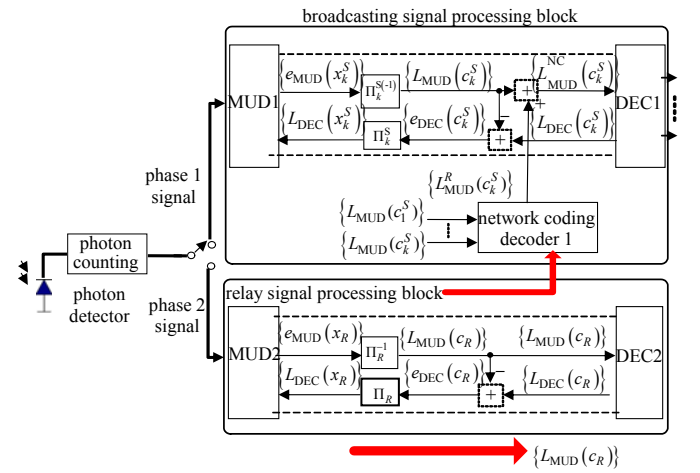 broadcasting signal processing block
{e_MUD(x_k^S)} Π_k^{S(-1)} {L_MUD(c_k^S)} + + {L_MUD^NC(c_k^S)}
MUD1 DEC1
{L_DEC(x_k^S)} Π_k^S {e_DEC(c_k^S)} − + {L_DEC(c_k^S)}
{L_MUD^R(c_k^S)}
phase 1
signal
{L_MUD(c_1^S)}
{L_MUD(c_k^S)}
network coding
decoder 1
photon
counting
photon
detector
phase 2
signal
relay signal processing block
{e_MUD(x_R)} Π_R^{-1} {L_MUD(c_R)} {L_MUD(c_R)}
MUD2 DEC2
{L_DEC(x_R)} Π_R {e_DEC(c_R)} − + {L_DEC(c_R)}
{L_MUD(c_R)}